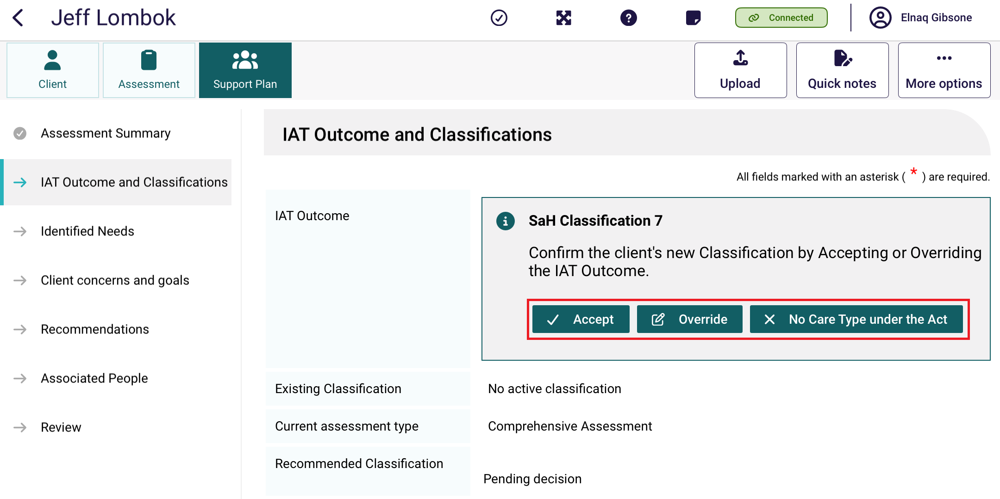 Jeff Lombok
Connected
Elnaq Gibsone
Client
Assessment
Support Plan
Upload
Quick notes
More options
Assessment Summary
IAT Outcome and Classifications
Identified Needs
Client concerns and goals
Recommendations
Associated People
Review
IAT Outcome and Classifications
All fields marked with an asterisk ( * ) are required.
IAT Outcome
SaH Classification 7
Confirm the client's new Classification by Accepting or Overriding
the IAT Outcome.
Accept
Override
No Care Type under the Act
Existing Classification
No active classification
Current assessment type
Comprehensive Assessment
Recommended Classification
Pending decision